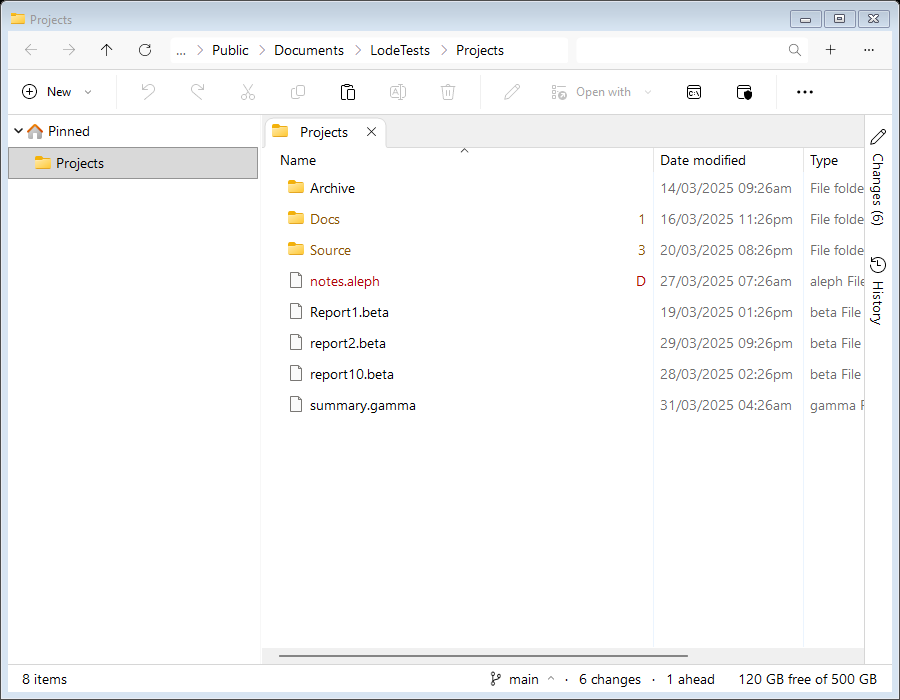 Projects
... Public Documents LodeTests Projects
New Open with
Pinned
Projects
Projects
Name Date modified Type
Archive 14/03/2025 09:26am File folde
Docs 1 16/03/2025 11:26pm File folde
Source 3 20/03/2025 08:26pm File folde
notes.aleph D 27/03/2025 07:26am aleph File
Report1.beta 19/03/2025 01:26pm beta File
report2.beta 29/03/2025 09:26pm beta File
report10.beta 28/03/2025 02:26pm beta File
summary.gamma 31/03/2025 04:26am gamma F
Changes (6)
History
8 items main · 6 changes · 1 ahead 120 GB free of 500 GB